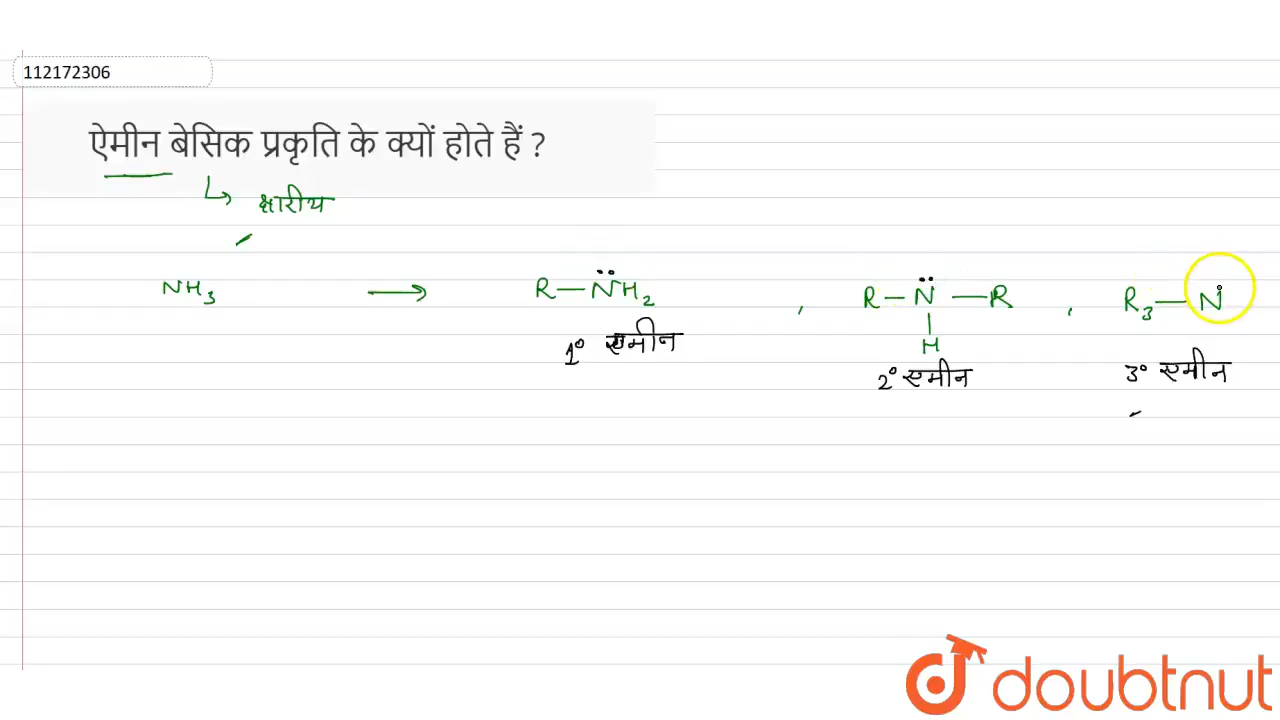 112172306
ऐमीन बेसिक प्रकृति के क्यों होते हैं ?
क्षारीय
NH3 → R—N̈H2 , R—N̈—R , R3—N
H
1° एमीन
2° एमीन 3° एमीन
doubtnut